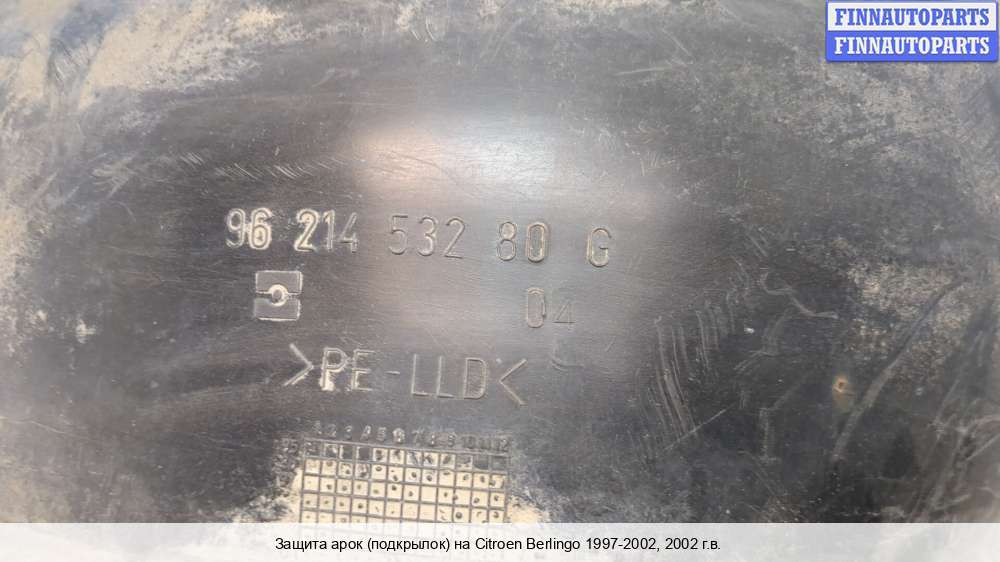 FINNAUTOPARTS
FINNAUTOPARTS
96 214 532 80 G
04
>PE-LLD<
Защита арок (подкрылок) на Citroen Berlingo 1997-2002, 2002 г.в.